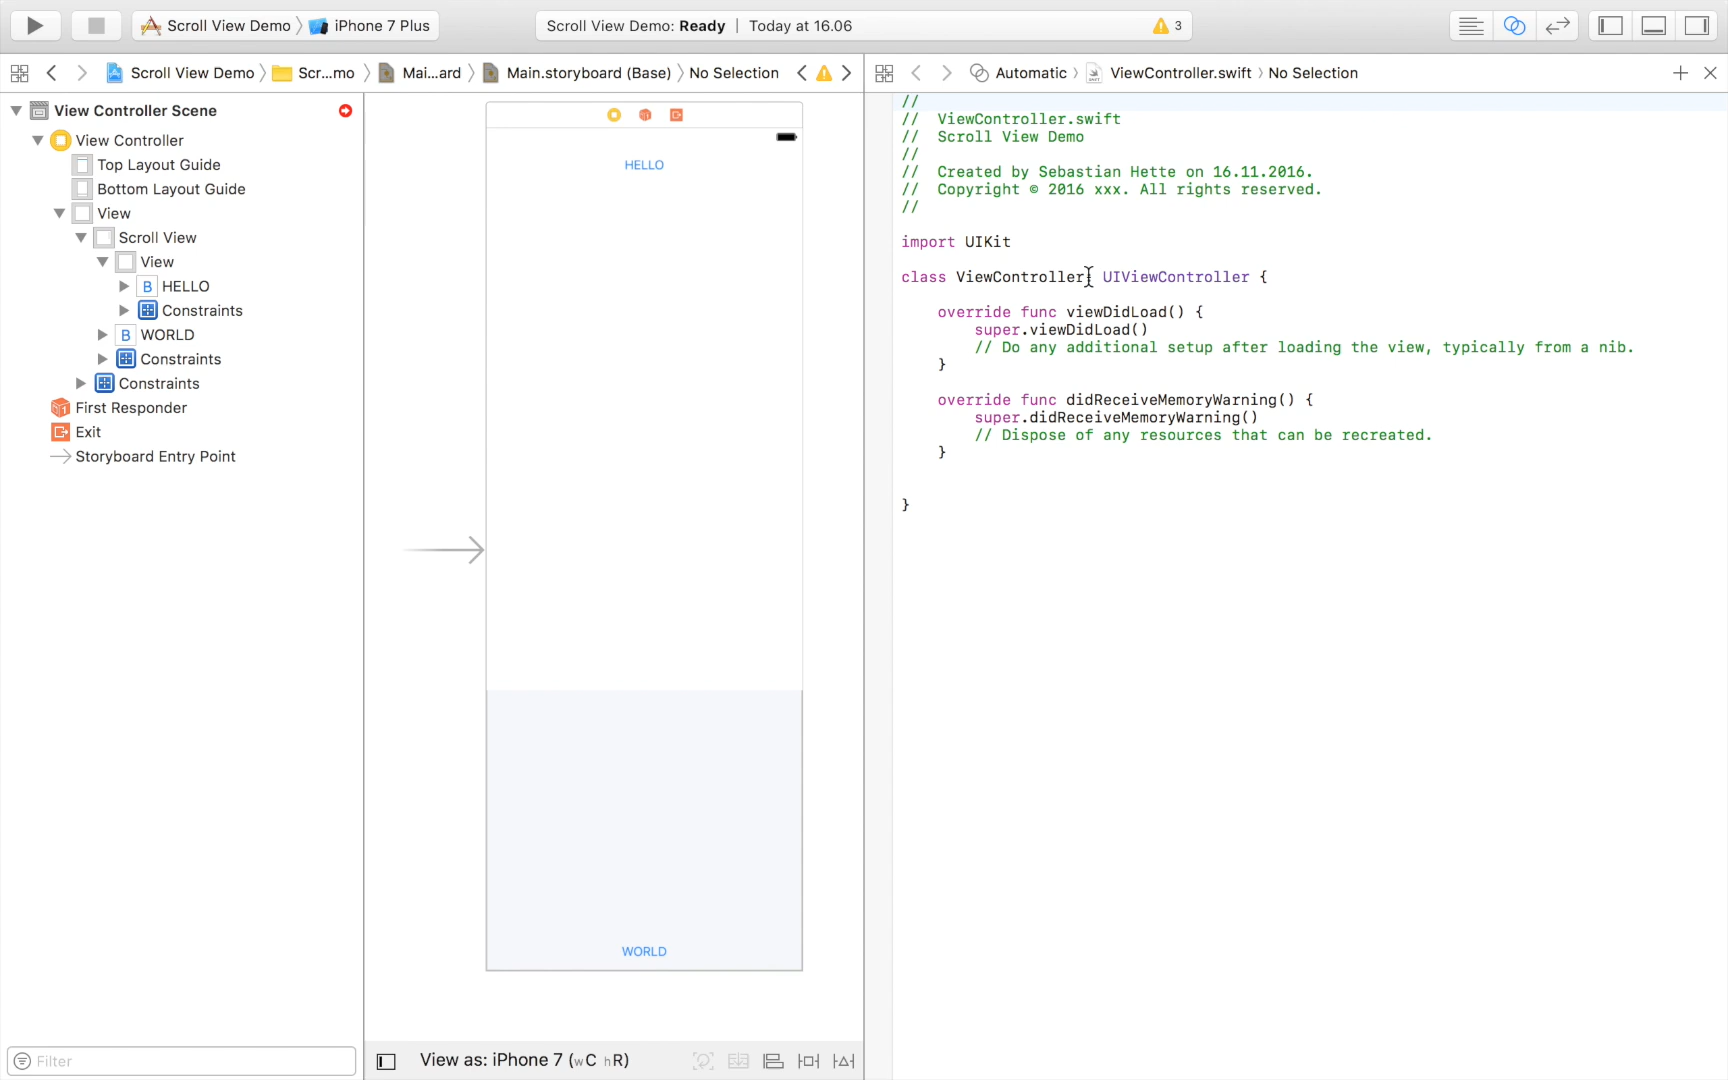 Scroll View Demo
iPhone 7 Plus
Scroll View Demo: Ready | Today at 16.06
3
Scroll View Demo
Scr...mo
Mai...ard
Main.storyboard (Base)
No Selection
Automatic
ViewController.swift
No Selection
View Controller Scene
View Controller
Top Layout Guide
Bottom Layout Guide
View
Scroll View
View
B HELLO
Constraints
B WORLD
Constraints
Constraints
First Responder
Exit
Storyboard Entry Point
Filter
HELLO
WORLD
View as: iPhone 7 (wC hR)
//
//  ViewController.swift
//  Scroll View Demo
//
//  Created by Sebastian Hette on 16.11.2016.
//  Copyright © 2016 xxx. All rights reserved.
//
import UIKit
class ViewController: UIViewController {
override func viewDidLoad() {
super.viewDidLoad()
// Do any additional setup after loading the view, typically from a nib.
}
override func didReceiveMemoryWarning() {
super.didReceiveMemoryWarning()
// Dispose of any resources that can be recreated.
}
}